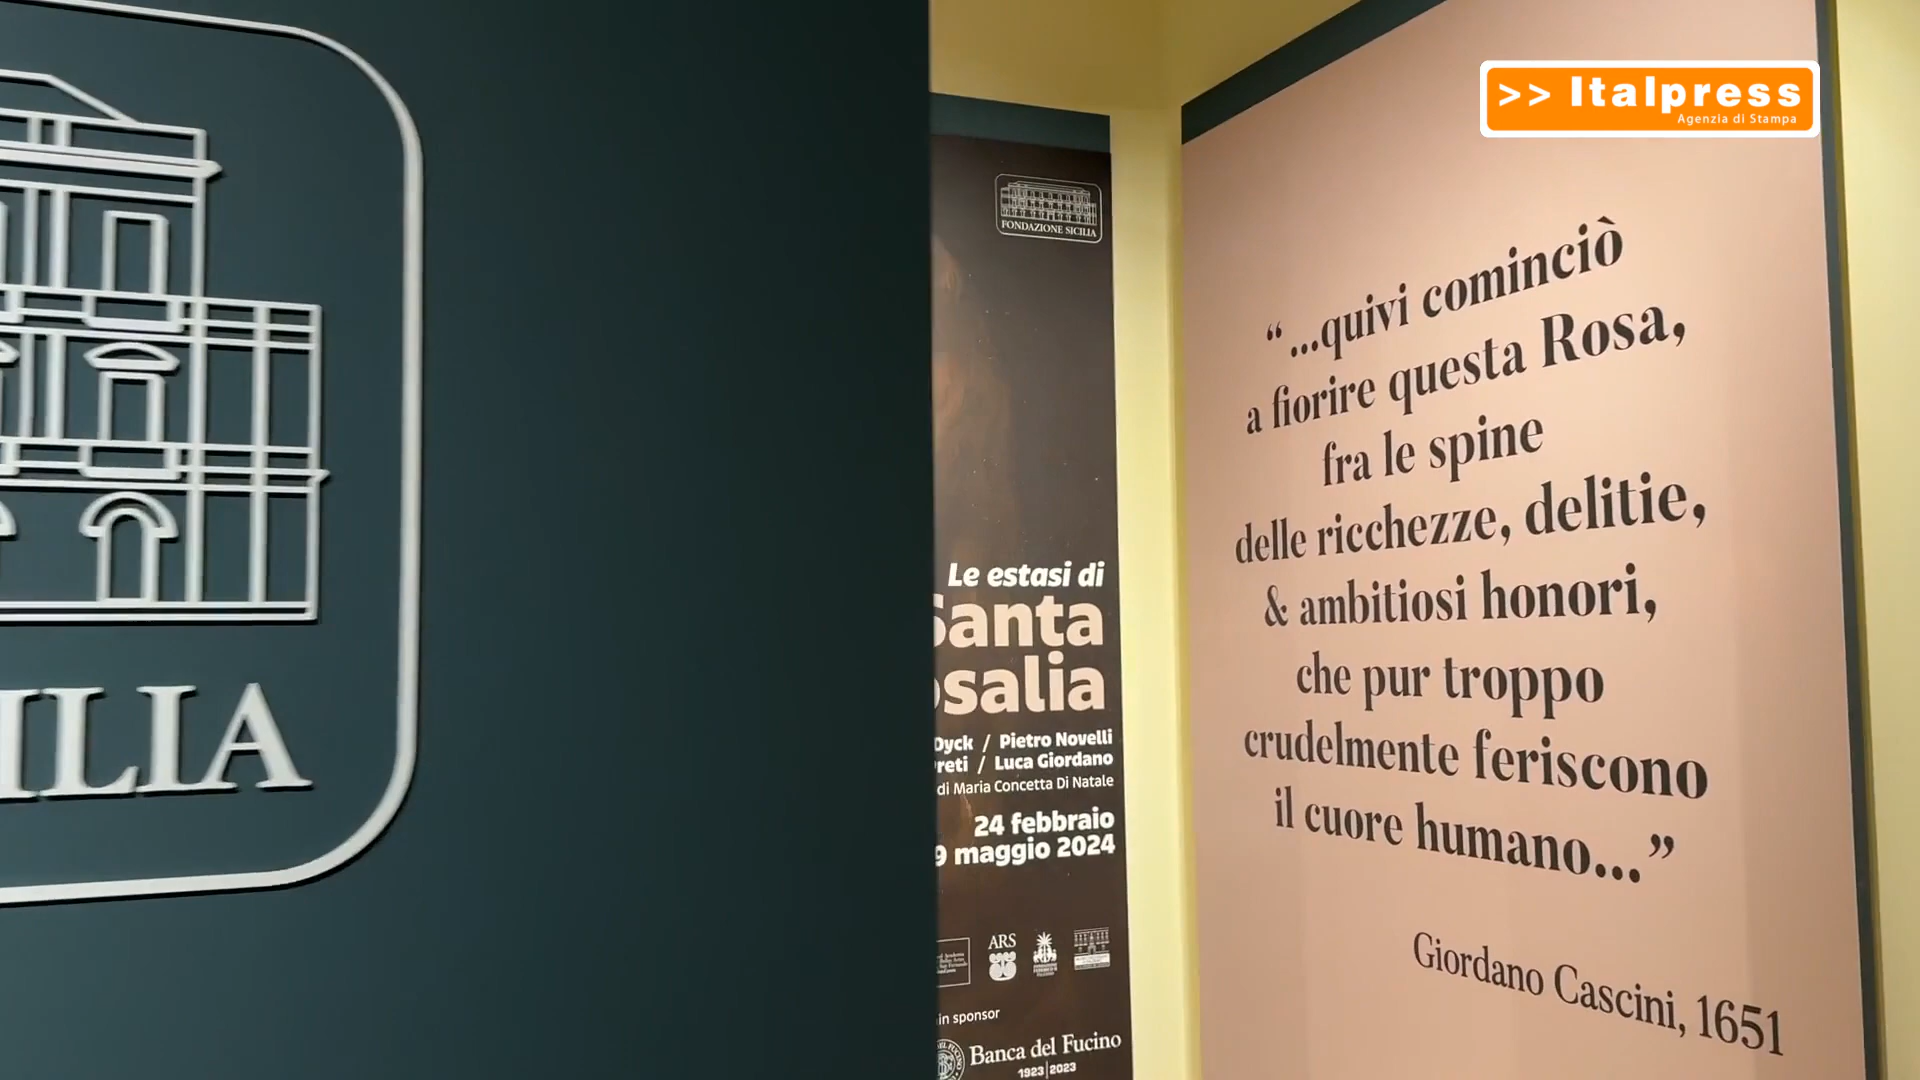 >> Italpress
Agenzia di Stampa
ILIA
FONDAZIONE SICILIA
Le estasi di
Santa
osalia
Dyck / Pietro Novelli
reti / Luca Giordano
di Maria Concetta Di Natale
24 febbraio
9 maggio 2024
ARS
in sponsor
Banca del Fucino
1923|2023
“...quivi cominciò
a fiorire questa Rosa,
fra le spine
delle ricchezze, delitie,
& ambitiosi honori,
che pur troppo
crudelmente feriscono
il cuore humano...”
Giordano Cascini, 1651